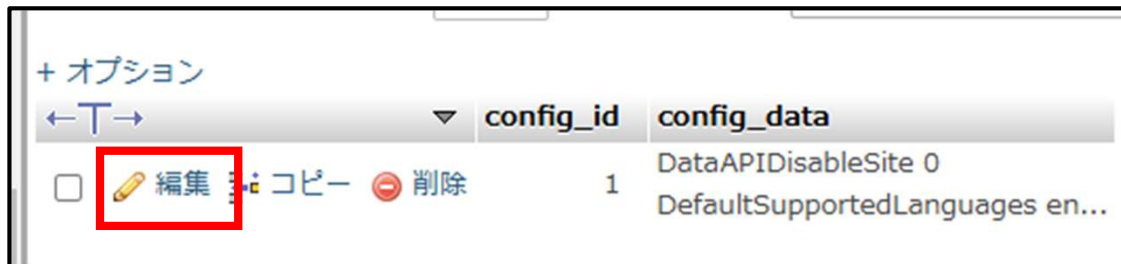 + オプション
←T→ ▼ config_id config_data
編集 コピー 削除 1 DataAPIDisableSite 0
DefaultSupportedLanguages en...